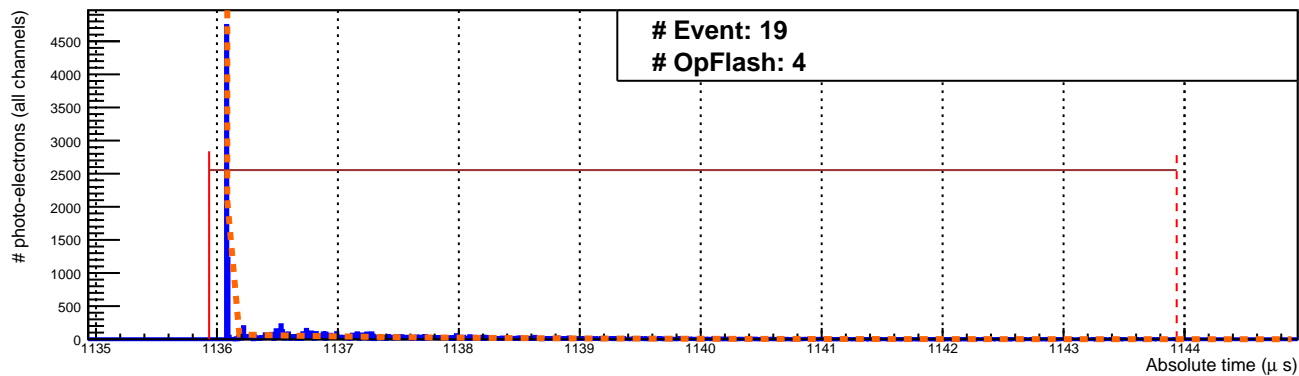 # Event: 19
# OpFlash: 4
# photo-electrons (all channels)
4500
4000
3500
3000
2500
2000
1500
1000
500
0
1135 1136 1137 1138 1139 1140 1141 1142 1143 1144
Absolute time (μ s)